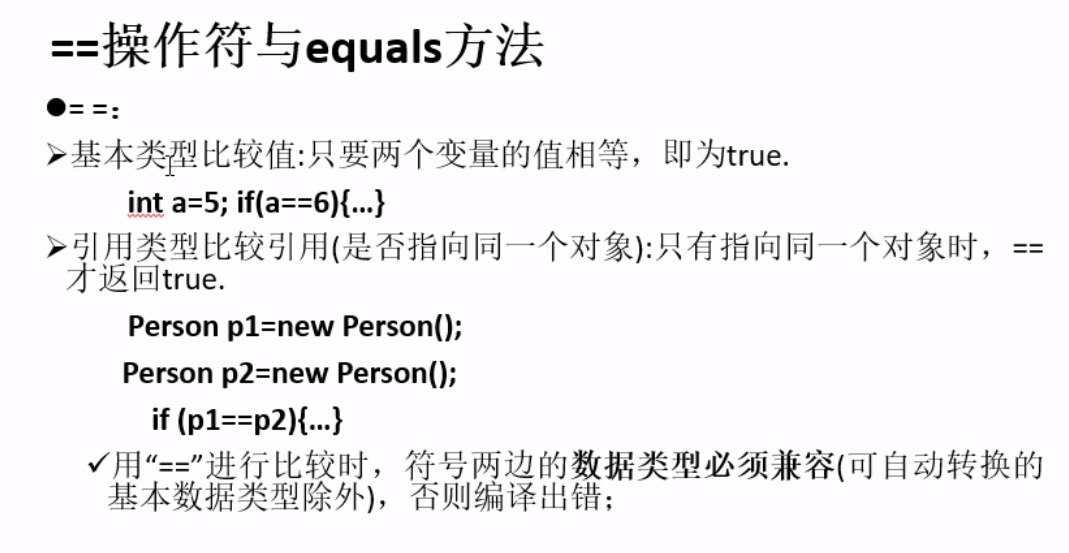 ==操作符与equals方法
●= =：
➢基本类型比较值:只要两个变量的值相等，即为true.
int a=5; if(a==6){…}
➢引用类型比较引用(是否指向同一个对象):只有指向同一个对象时，==
才返回true.
Person p1=new Person();
Person p2=new Person();
if (p1==p2){…}
✓用“==”进行比较时，符号两边的数据类型必须兼容(可自动转换的
基本数据类型除外)，否则编译出错；